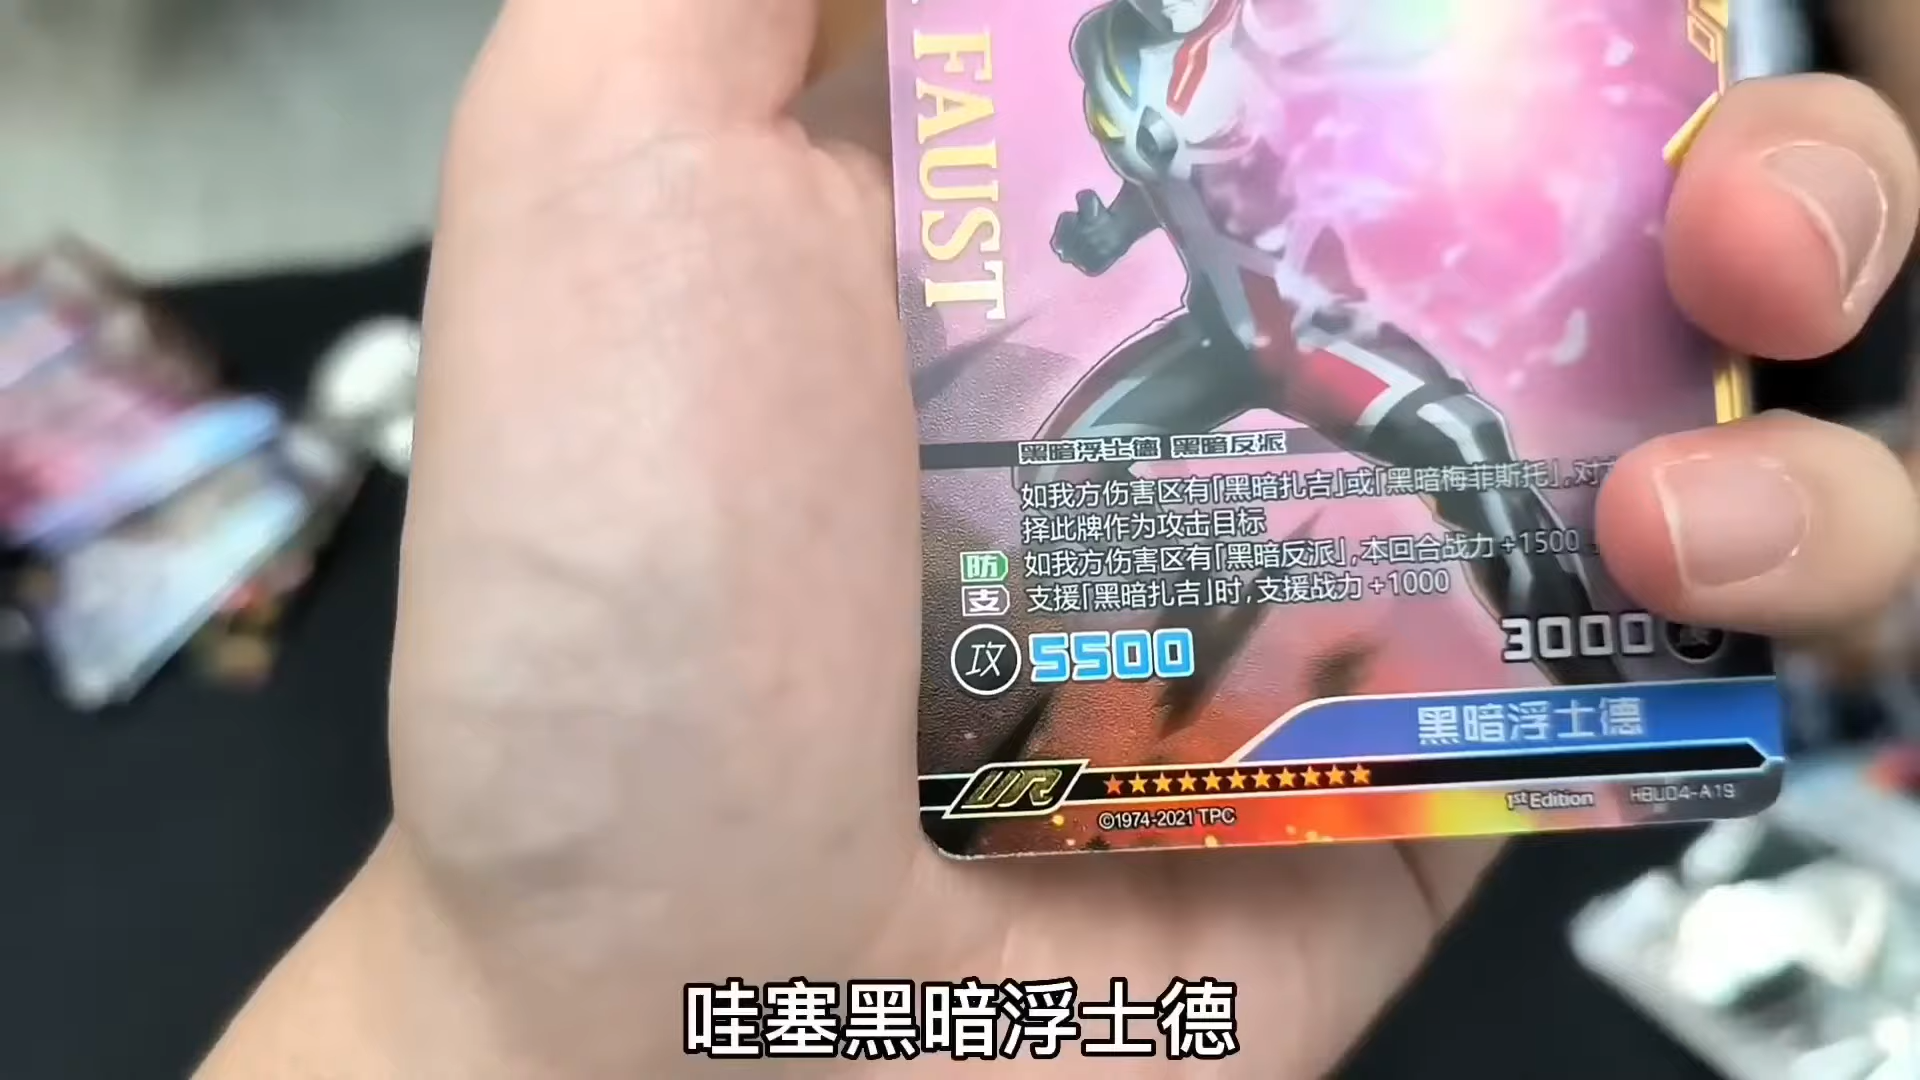 FAUST
黑暗浮士德 黑暗反派
如我方伤害区有「黑暗扎吉」或「黑暗梅菲斯托」,对
择此牌作为攻击目标
防 如我方伤害区有「黑暗反派」,本回合战力+1500
支 支援「黑暗扎吉」时,支援战力+1000
攻 5500
3000
黑暗浮士德
UR
1st Edition HBU04-A19
©1974-2021 TPC
哇塞黑暗浮士德